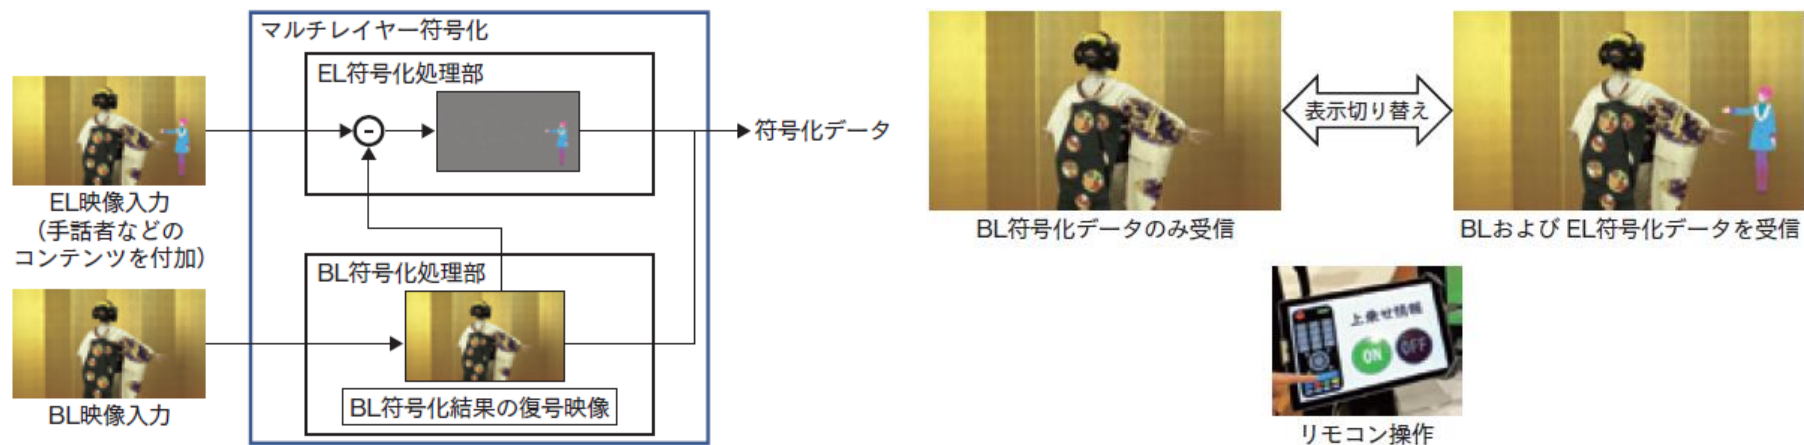 マルチレイヤー符号化
EL符号化処理部
-
符号化データ
EL映像入力
（手話者などの
コンテンツを付加）
BL符号化処理部
BL符号化結果の復号映像
BL映像入力
表示切り替え
BL符号化データのみ受信
BLおよび EL符号化データを受信
上乗せ情報
ON
OFF
リモコン操作